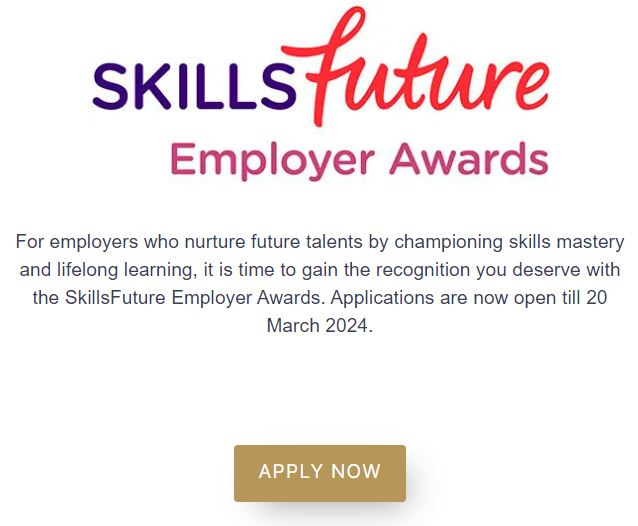 SKILLSfuture
Employer Awards
For employers who nurture future talents by championing skills mastery
and lifelong learning, it is time to gain the recognition you deserve with
the SkillsFuture Employer Awards. Applications are now open till 20
March 2024.
APPLY NOW